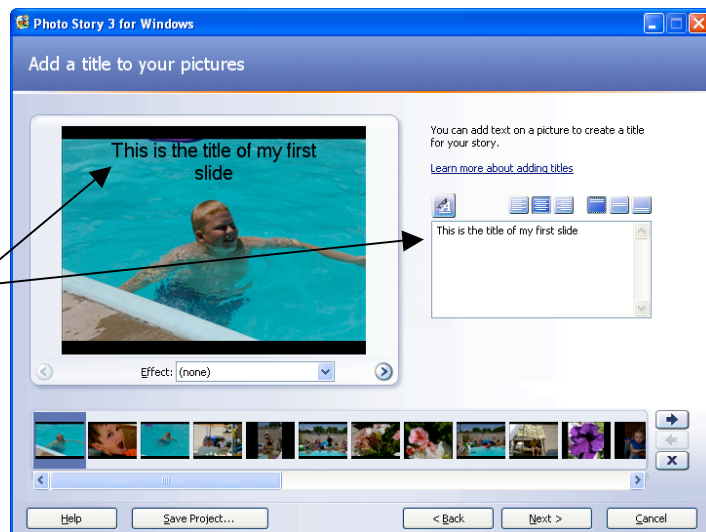 Photo Story 3 for Windows
Add a title to your pictures
This is the title of my first
slide
Effect: (none)
You can add text on a picture to create a title
for your story.
Learn more about adding titles
This is the title of my first slide
Help
Save Project...
< Back
Next >
Cancel